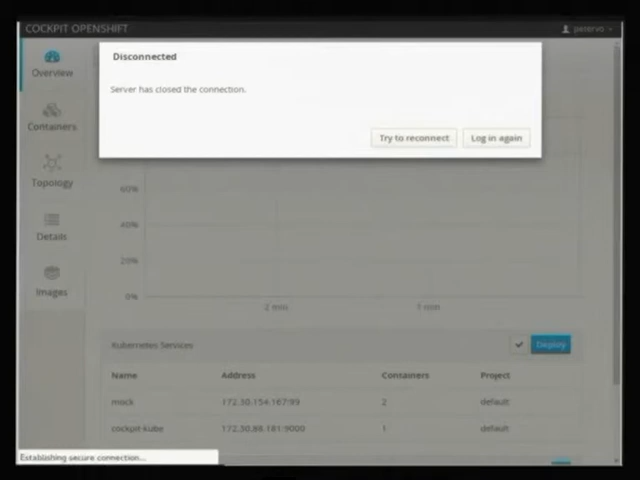 COCKPIT OPENSHIFT
petervo
Disconnected
Server has closed the connection.
Try to reconnect
Log in again
Overview
Containers
Topology
Details
Images
60%
40%
20%
0%
2 min
1 min
Kubernetes Services
Deploy
Name Address Containers Project
mock 172.30.154.167:99 2 default
cockpit-kube 172.30.88.181:9000 1 default
Establishing secure connection...